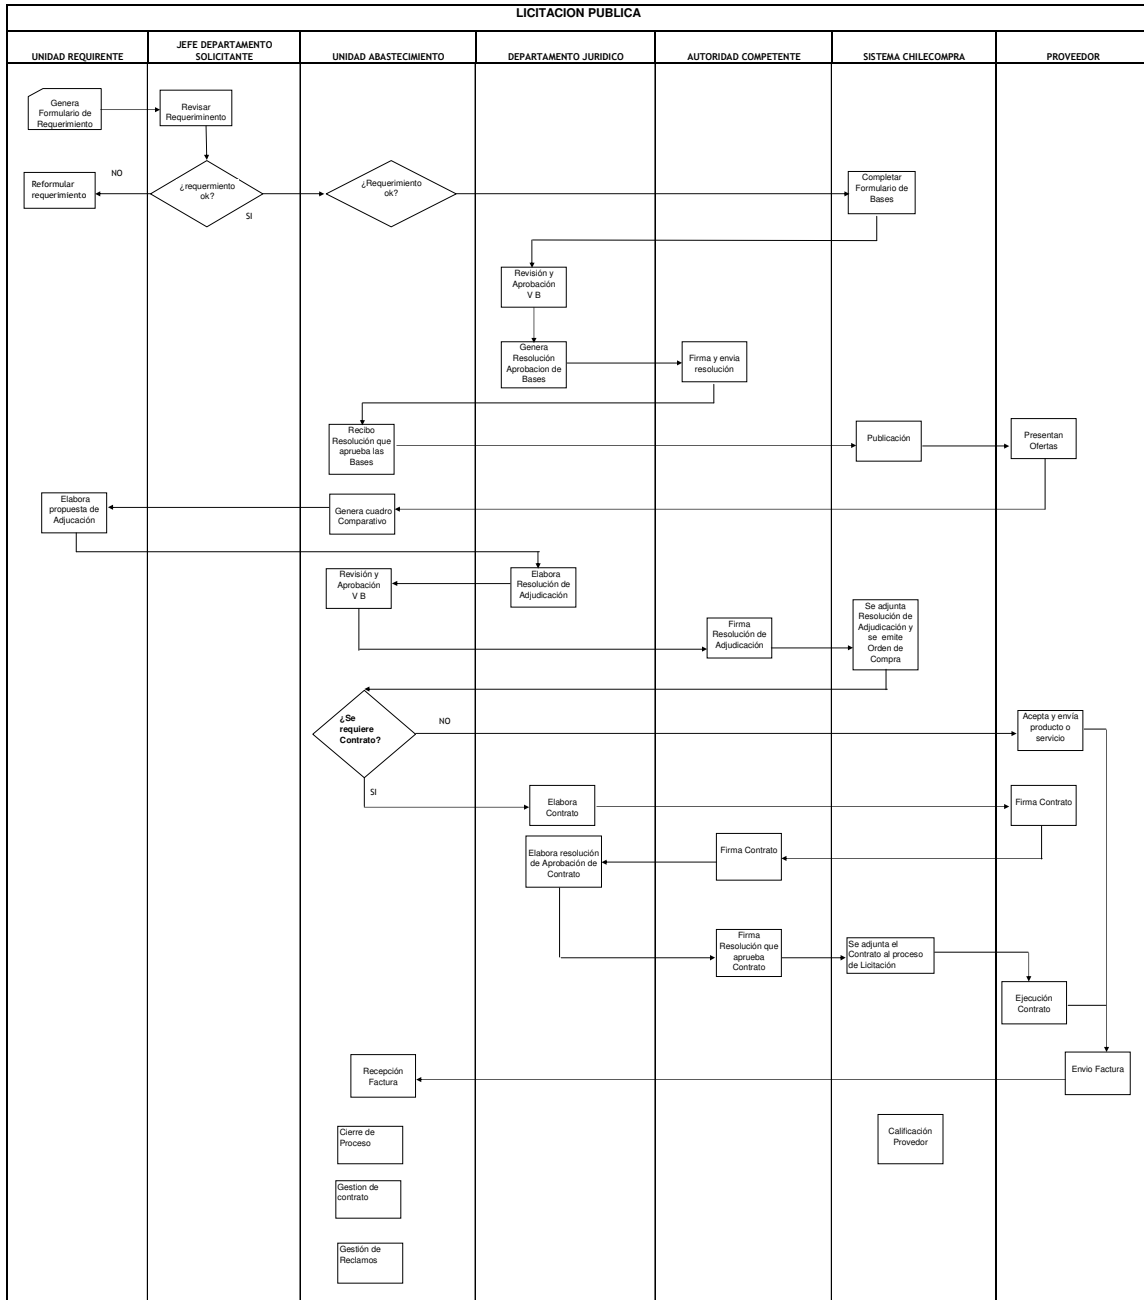 LICITACION PUBLICA
UNIDAD REQUIRENTE
JEFE DEPARTAMENTO
SOLICITANTE
UNIDAD ABASTECIMIENTO
DEPARTAMENTO JURIDICO
AUTORIDAD COMPETENTE
SISTEMA CHILECOMPRA
PROVEEDOR
Genera
Formulario de
Requerimiento
Revisar
Requeriminento
NO
Reformular
requerimiento
¿requermiento
ok?
SI
¿Requerimiento
ok?
Completar
Formulario de
Bases
Revisión y
Aprobación
V B
Genera
Resolución
Aprobacion de
Bases
Firma y envia
resolución
Recibo
Resolución que
aprueba las
Bases
Publicación
Presentan
Ofertas
Elabora
propuesta de
Adjucación
Genera cuadro
Comparativo
Revisión y
Aprobación
V B
Elabora
Resolución de
Adjudicación
Firma
Resolución de
Adjudicación
Se adjunta
Resolución de
Adjudicación y
se emite
Orden de
Compra
¿Se
requiere
Contrato?
NO
Acepta y envía
producto o
servicio
SI
Elabora
Contrato
Firma Contrato
Elabora resolución
de Aprobación de
Contrato
Firma Contrato
Firma
Resolución que
aprueba
Contrato
Se adjunta el
Contrato al proceso
de Licitación
Ejecución
Contrato
Recepción
Factura
Envio Factura
Cierre de
Proceso
Calificación
Provedor
Gestion de
contrato
Gestión de
Reclamos